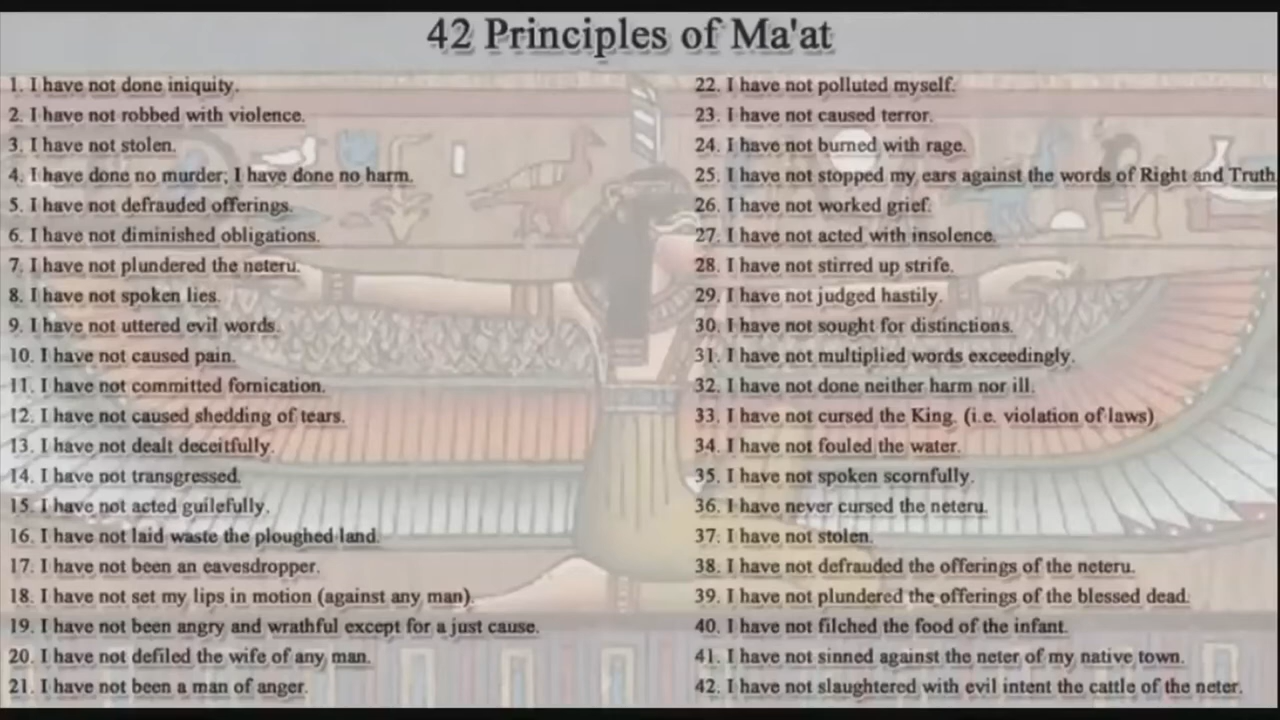 42 Principles of Ma'at
1. I have not done iniquity.
2. I have not robbed with violence.
3. I have not stolen.
4. I have done no murder; I have done no harm.
5. I have not defrauded offerings.
6. I have not diminished obligations.
7. I have not plundered the neteru.
8. I have not spoken lies.
9. I have not uttered evil words.
10. I have not caused pain.
11. I have not committed fornication.
12. I have not caused shedding of tears.
13. I have not dealt deceitfully.
14. I have not transgressed.
15. I have not acted guilefully.
16. I have not laid waste the ploughed land.
17. I have not been an eavesdropper.
18. I have not set my lips in motion (against any man).
19. I have not been angry and wrathful except for a just cause.
20. I have not defiled the wife of any man.
21. I have not been a man of anger.
22. I have not polluted myself.
23. I have not caused terror.
24. I have not burned with rage.
25. I have not stopped my ears against the words of Right and Truth
26. I have not worked grief.
27. I have not acted with insolence.
28. I have not stirred up strife.
29. I have not judged hastily.
30. I have not sought for distinctions.
31. I have not multiplied words exceedingly.
32. I have not done neither harm nor ill.
33. I have not cursed the King. (i.e. violation of laws)
34. I have not fouled the water.
35. I have not spoken scornfully.
36. I have never cursed the neteru.
37. I have not stolen.
38. I have not defrauded the offerings of the neteru.
39. I have not plundered the offerings of the blessed dead.
40. I have not filched the food of the infant.
41. I have not sinned against the neter of my native town.
42. I have not slaughtered with evil intent the cattle of the neter.